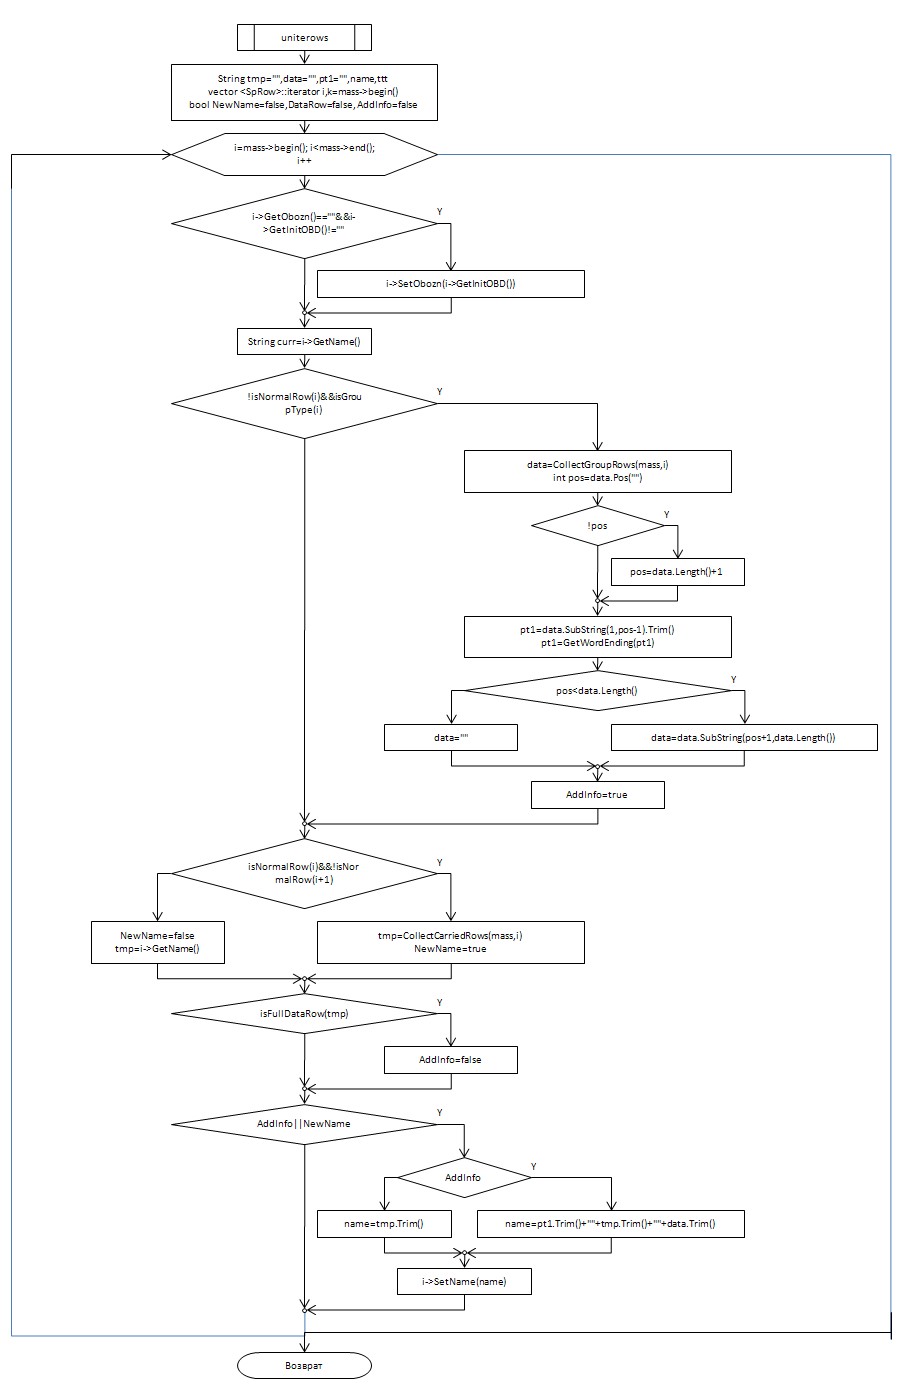 uniterows
String tmp="",data="",pt1="",name,ttt
vector <SpRow>::iterator i,k=mass->begin()
bool NewName=false,DataRow=false, AddInfo=false
i=mass->begin(); i<mass->end();
i++
i->GetObozn()==""&&i-
>GetInitOBD()!=""
Y
i->SetObozn(i->GetInitOBD())
String curr=i->GetName()
!isNormalRow(i)&&isGrou
pType(i)
Y
data=CollectGroupRows(mass,i)
int pos=data.Pos("")
!pos
Y
pos=data.Length()+1
pt1=data.SubString(1,pos-1).Trim()
pt1=GetWordEnding(pt1)
pos<data.Length()
Y
data=""
data=data.SubString(pos+1,data.Length())
AddInfo=true
isNormalRow(i)&&!isNor
malRow(i+1)
Y
NewName=false
tmp=i->GetName()
tmp=CollectCarriedRows(mass,i)
NewName=true
isFullDataRow(tmp)
Y
AddInfo=false
AddInfo||NewName
Y
AddInfo
Y
name=tmp.Trim()
name=pt1.Trim()+""+tmp.Trim()+""+data.Trim()
i->SetName(name)
Возврат